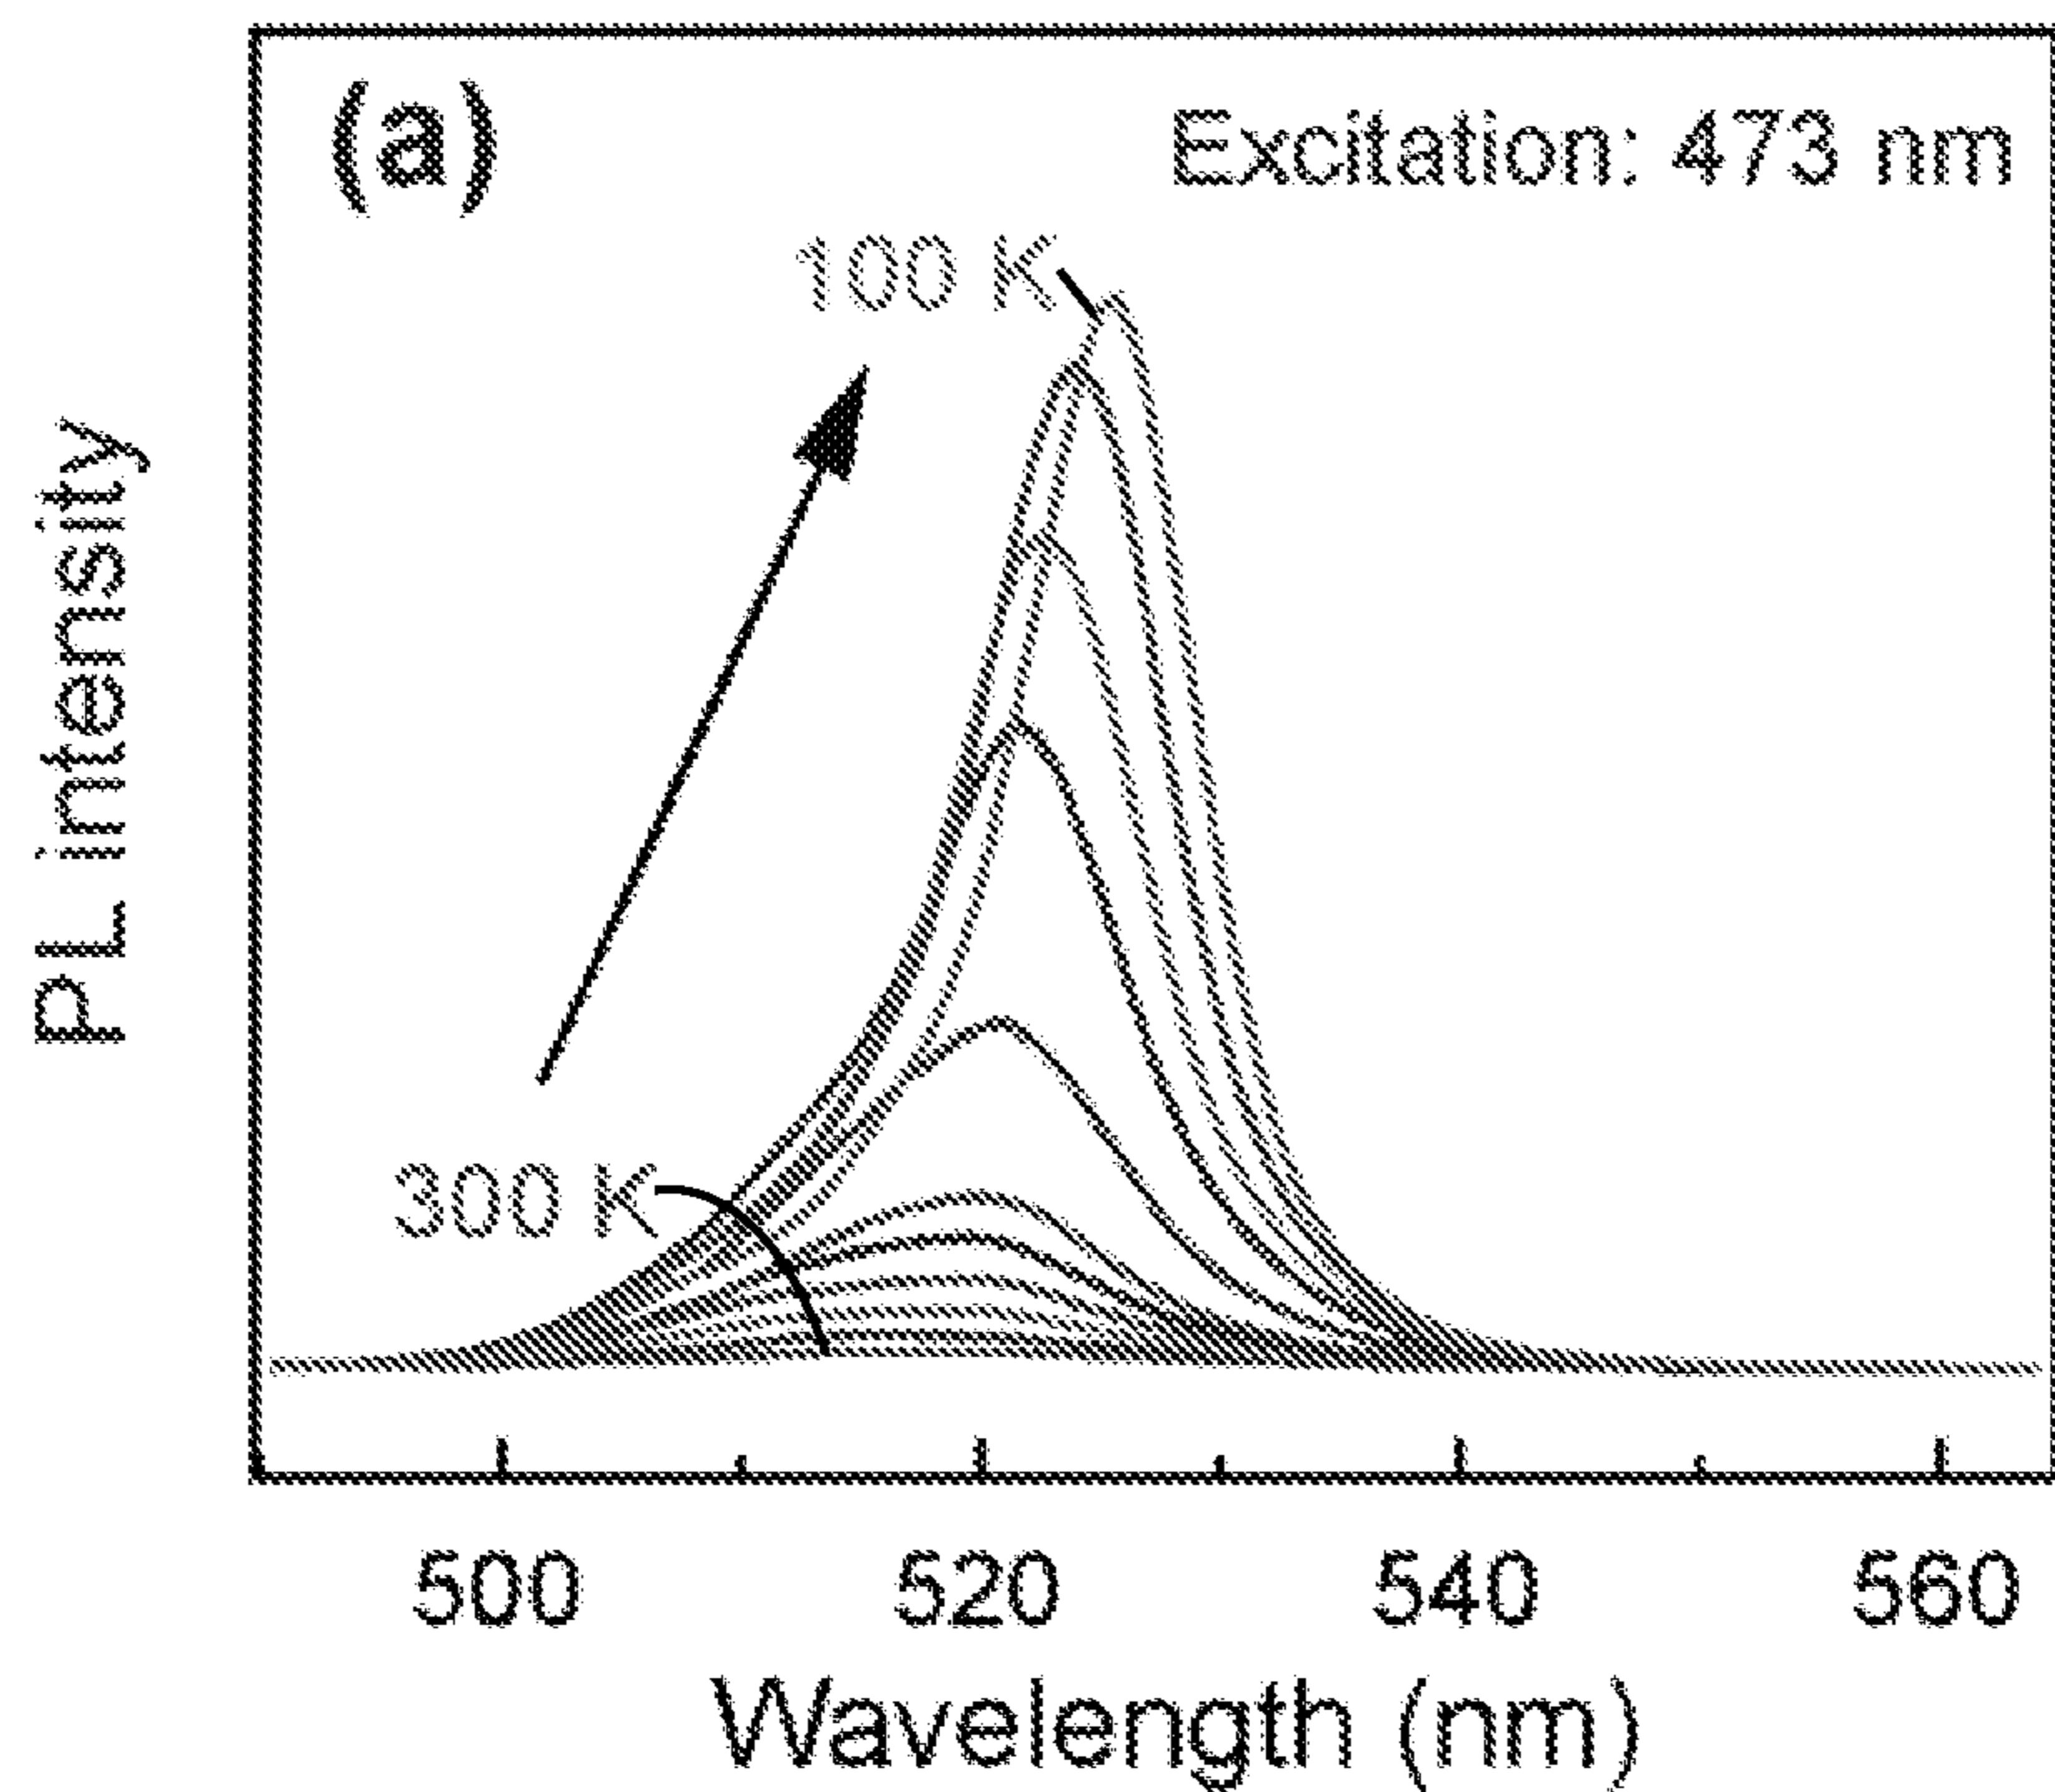 (a)
Excitation: 473 nm
100 K
PL intensity
300 K
500 520 540 560
Wavelength (nm)